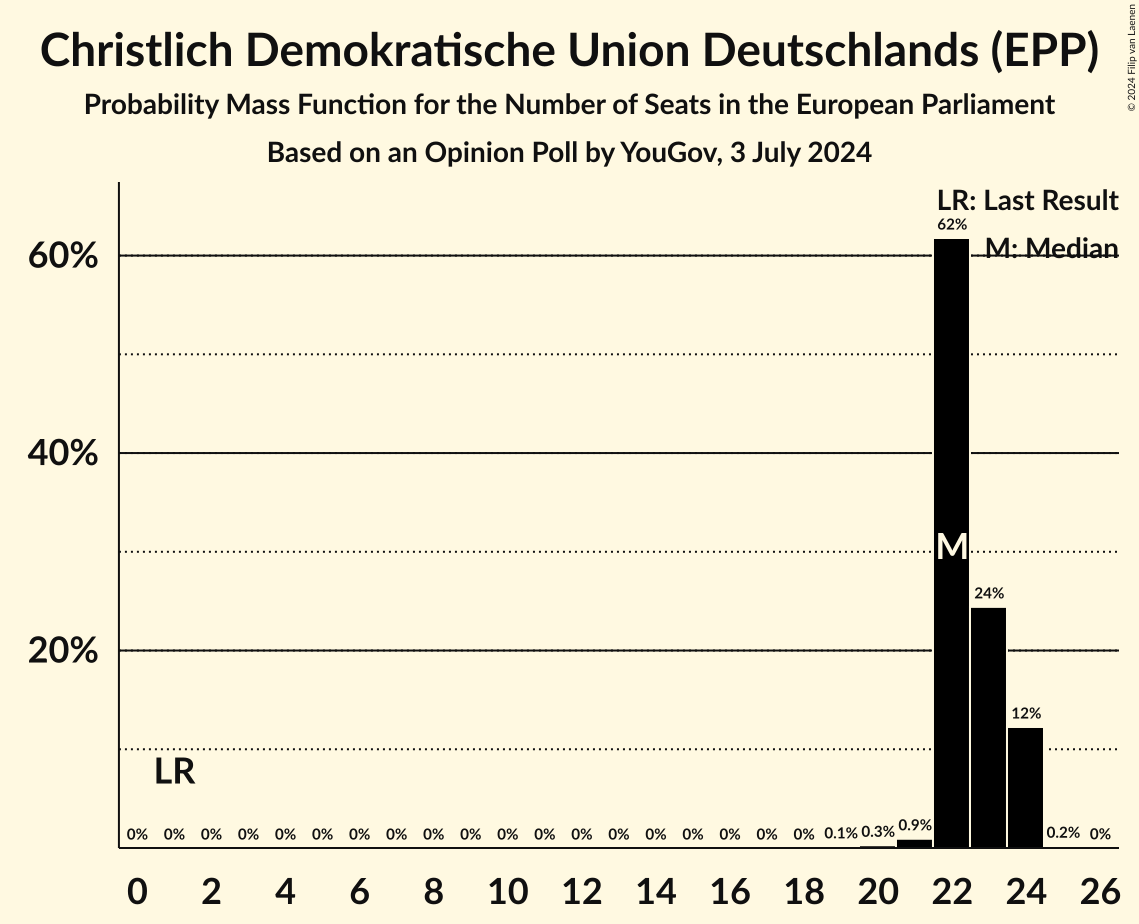 Christlich Demokratische Union Deutschlands (EPP)
Probability Mass Function for the Number of Seats in the European Parliament
Based on an Opinion Poll by YouGov, 3 July 2024
© 2024 Filip van Laenen
LR: Last Result
M: Median
60%
40%
20%
62%
M
24%
12%
LR
0% 0% 0% 0% 0% 0% 0% 0% 0% 0% 0% 0% 0% 0% 0% 0% 0% 0% 0% 0.1% 0.3% 0.9% 0.2% 0%
0 2 4 6 8 10 12 14 16 18 20 22 24 26